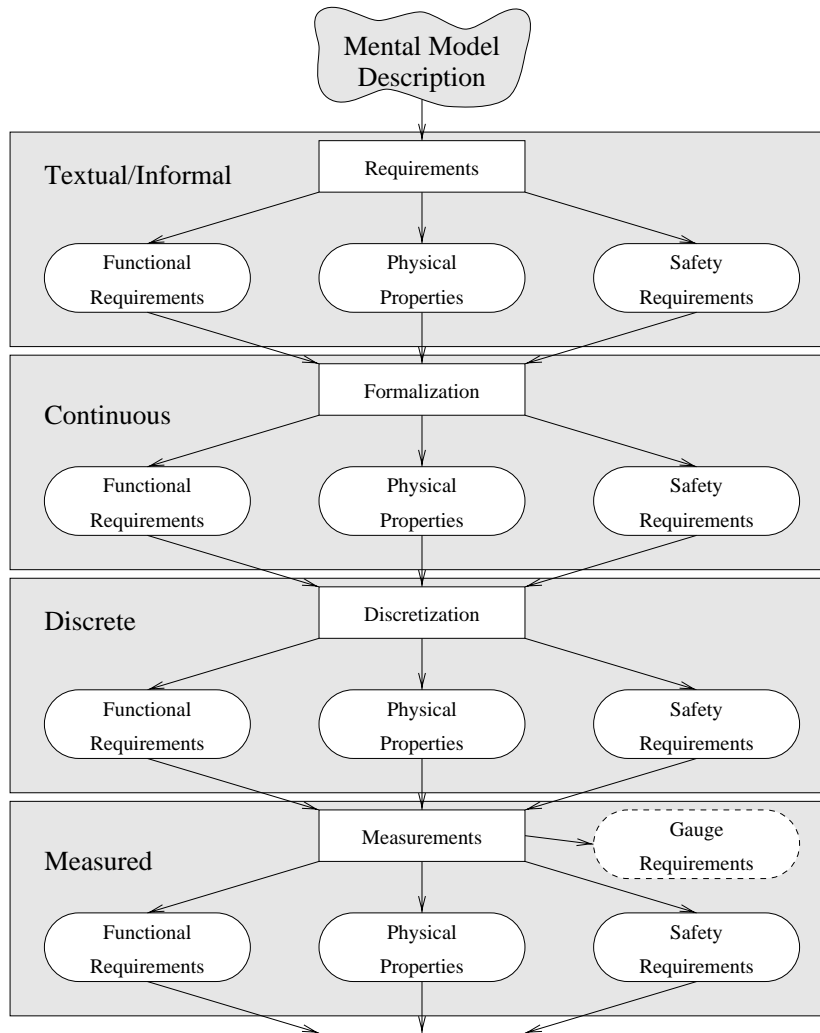 Mental Model
Description
Textual/Informal
Requirements
Functional
Requirements
Physical
Properties
Safety
Requirements
Continuous
Formalization
Functional
Requirements
Physical
Properties
Safety
Requirements
Discrete
Discretization
Functional
Requirements
Physical
Properties
Safety
Requirements
Measured
Measurements
Gauge
Requirements
Functional
Requirements
Physical
Properties
Safety
Requirements